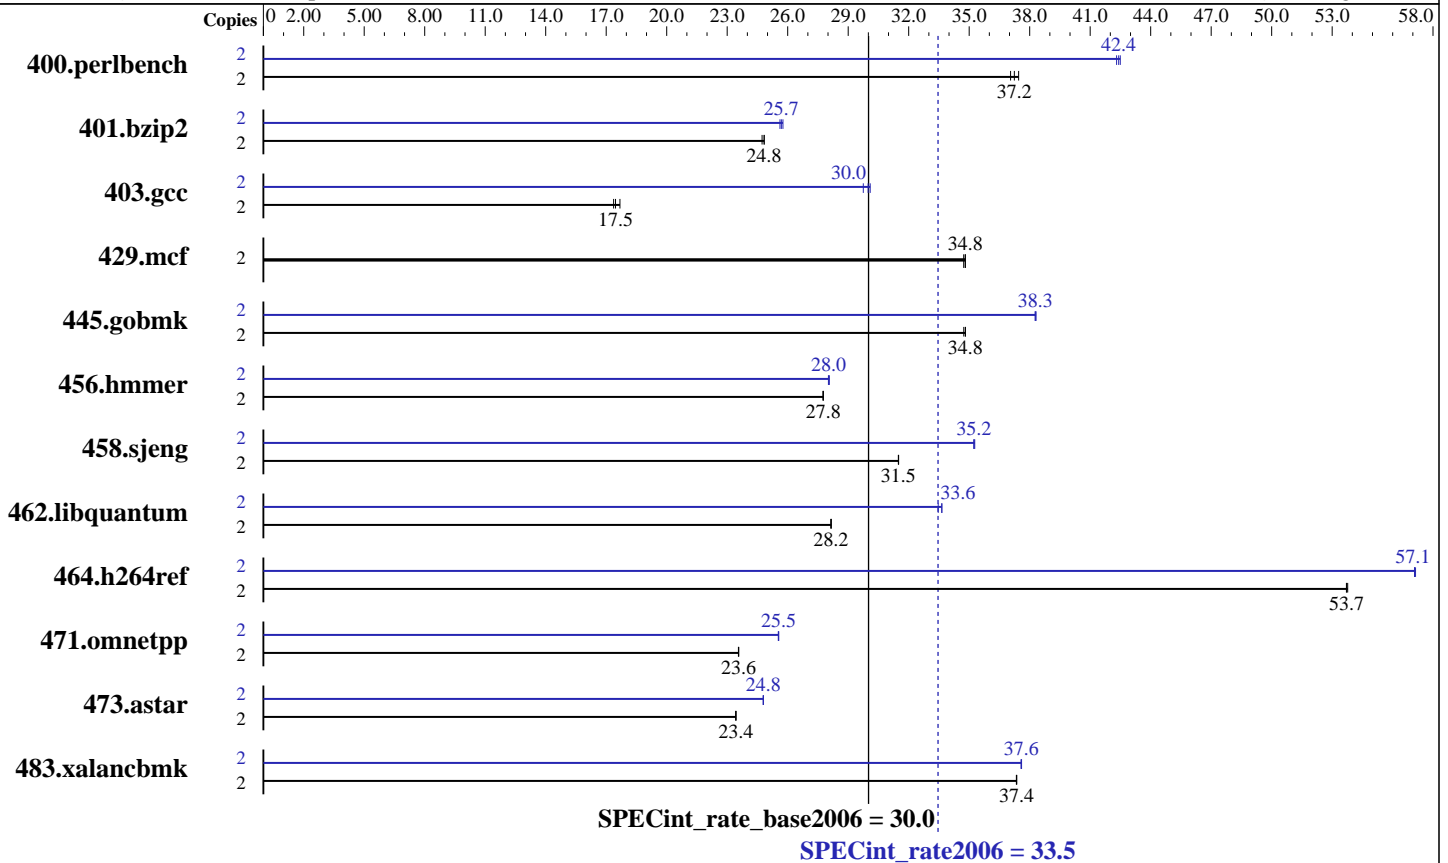 Copies 0 2.00 5.00 8.00 11.0 14.0 17.0 20.0 23.0 26.0 29.0 32.0 35.0 38.0 41.0 44.0 47.0 50.0 53.0 58.0
400.perlbench 2 42.4
2 37.2
401.bzip2 2 25.7
2 24.8
403.gcc 2 30.0
2 17.5
429.mcf 2 34.8
445.gobmk 2 38.3
2 34.8
456.hmmer 2 28.0
2 27.8
458.sjeng 2 35.2
2 31.5
462.libquantum 2 33.6
2 28.2
464.h264ref 2 57.1
2 53.7
471.omnetpp 2 25.5
2 23.6
473.astar 2 24.8
2 23.4
483.xalancbmk 2 37.6
2 37.4
SPECint_rate_base2006 = 30.0
SPECint_rate2006 = 33.5